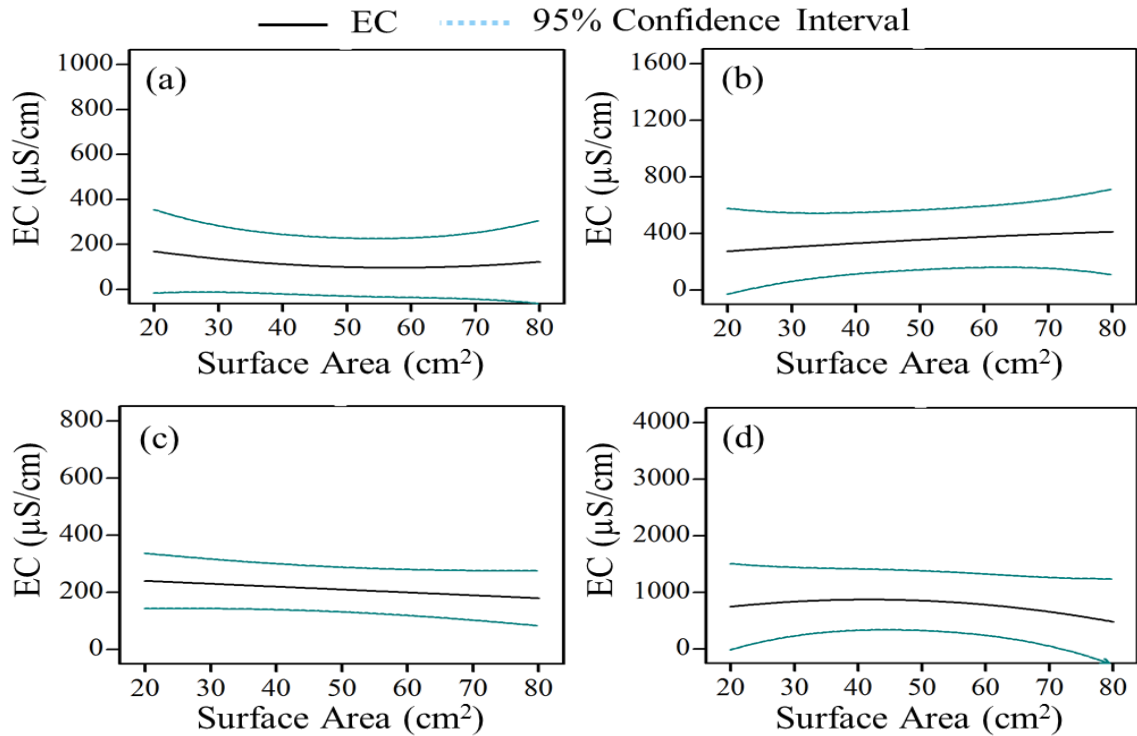 EC 95% Confidence Interval
(a)
EC (µS/cm)
1000
800
600
400
200
0
20 30 40 50 60 70 80
Surface Area (cm²)
(b)
EC (µS/cm)
1600
1200
800
400
0
20 30 40 50 60 70 80
Surface Area (cm²)
(c)
EC (µS/cm)
800
600
400
200
0
20 30 40 50 60 70 80
Surface Area (cm²)
(d)
EC (µS/cm)
4000
3000
2000
1000
0
20 30 40 50 60 70 80
Surface Area (cm²)